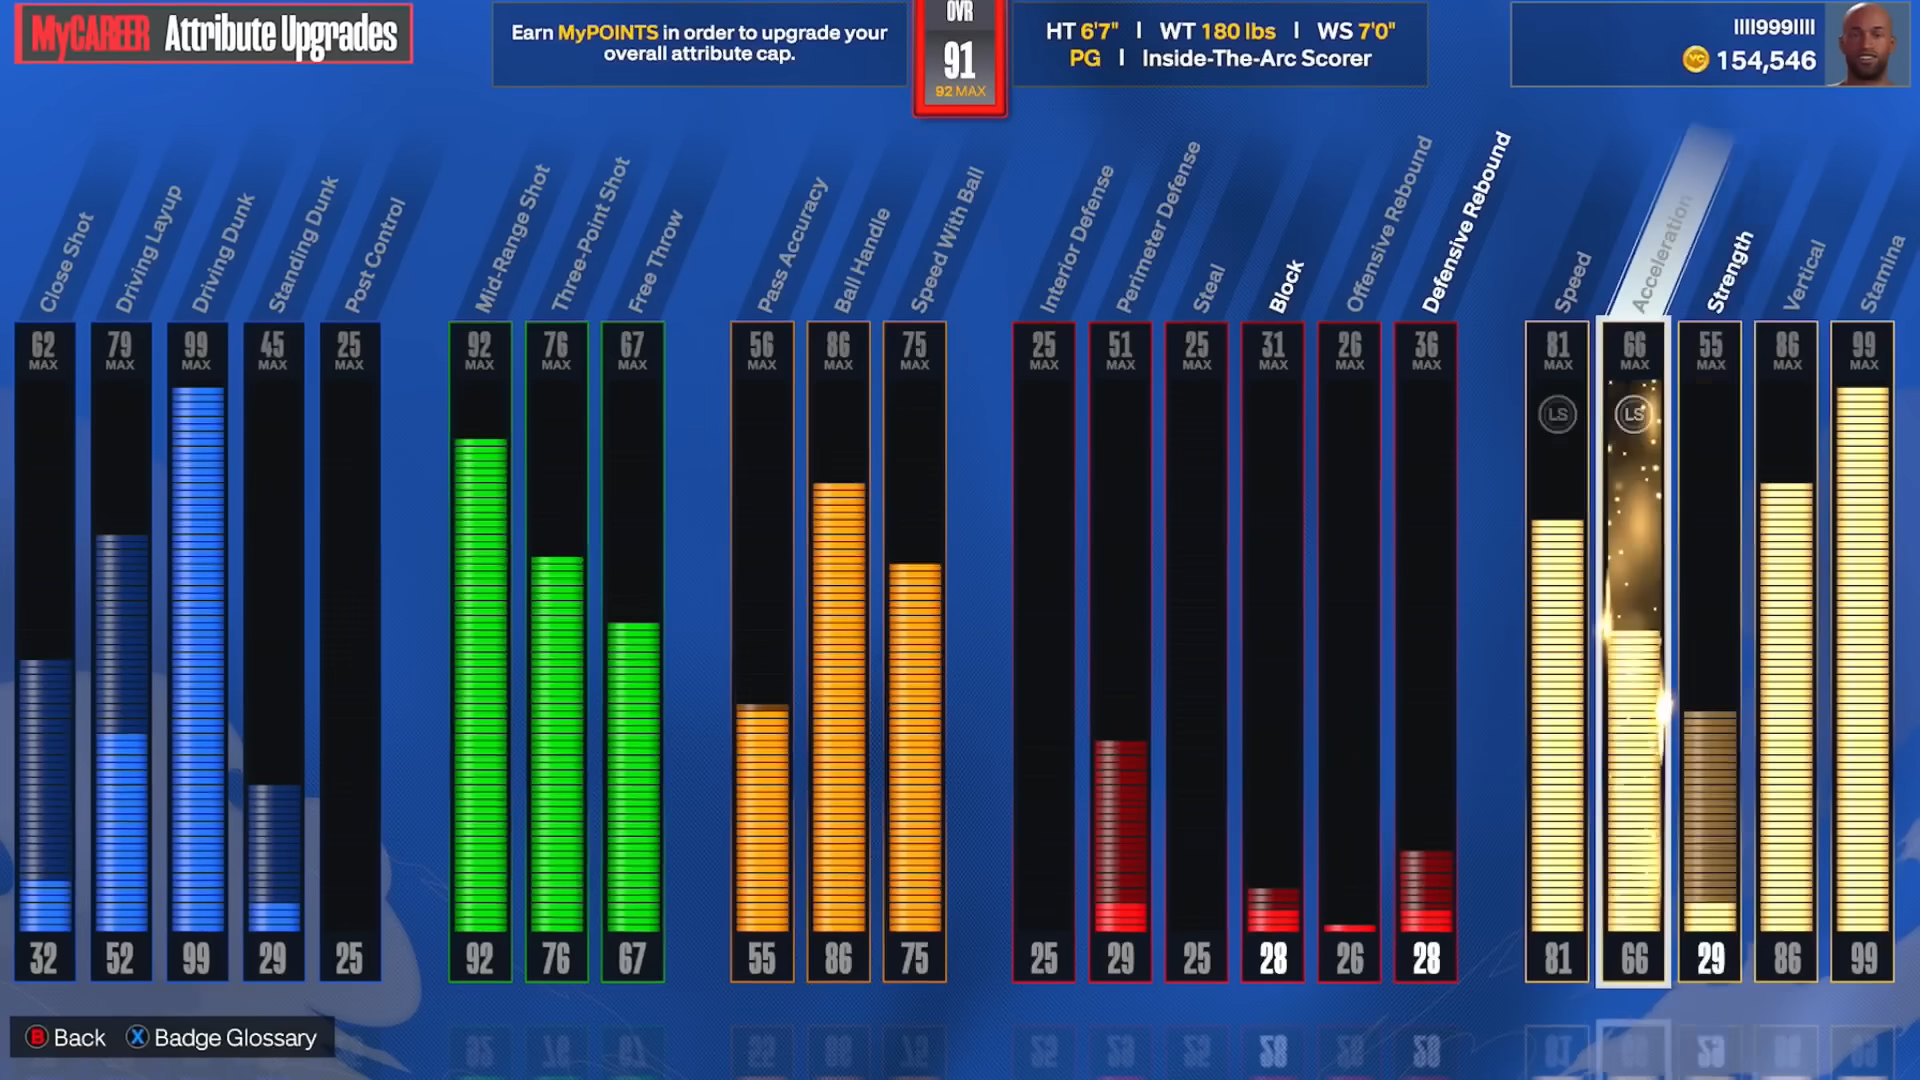 MyCAREER Attribute Upgrades
Earn MyPOINTS in order to upgrade your
overall attribute cap.
OVR
91
92 MAX
HT 6'7" | WT 180 lbs | WS 7'0"
PG | Inside-The-Arc Scorer
llll999llll
VC 154,546
Close Shot
Driving Layup
Driving Dunk
Standing Dunk
Post Control
Mid-Range Shot
Three-Point Shot
Free Throw
Pass Accuracy
Ball Handle
Speed With Ball
Interior Defense
Perimeter Defense
Steal
Block
Offensive Rebound
Defensive Rebound
Speed
Acceleration
Strength
Vertical
Stamina
62 79 99 45 25 92 76 67 56 86 75 25 51 25 31 26 36 81 66 55 86 99
MAX MAX MAX MAX MAX MAX MAX MAX MAX MAX MAX MAX MAX MAX MAX MAX MAX MAX MAX MAX MAX MAX
LS LS
32 52 99 29 25 92 76 67 55 86 75 25 29 25 28 26 28 81 66 29 86 99
B Back X Badge Glossary